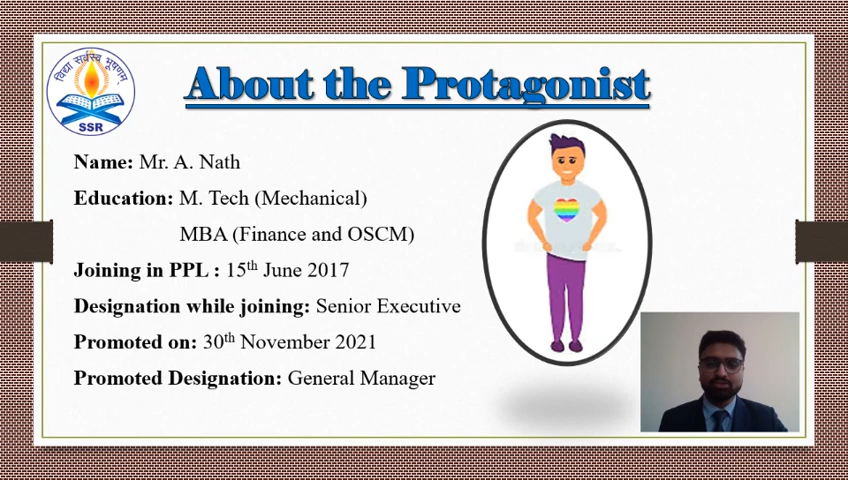 विद्या सर्वस्व भूषणम्
SSR
About the Protagonist
Name: Mr. A. Nath
Education: M. Tech (Mechanical)
MBA (Finance and OSCM)
Joining in PPL : 15th June 2017
Designation while joining: Senior Executive
Promoted on: 30th November 2021
Promoted Designation: General Manager